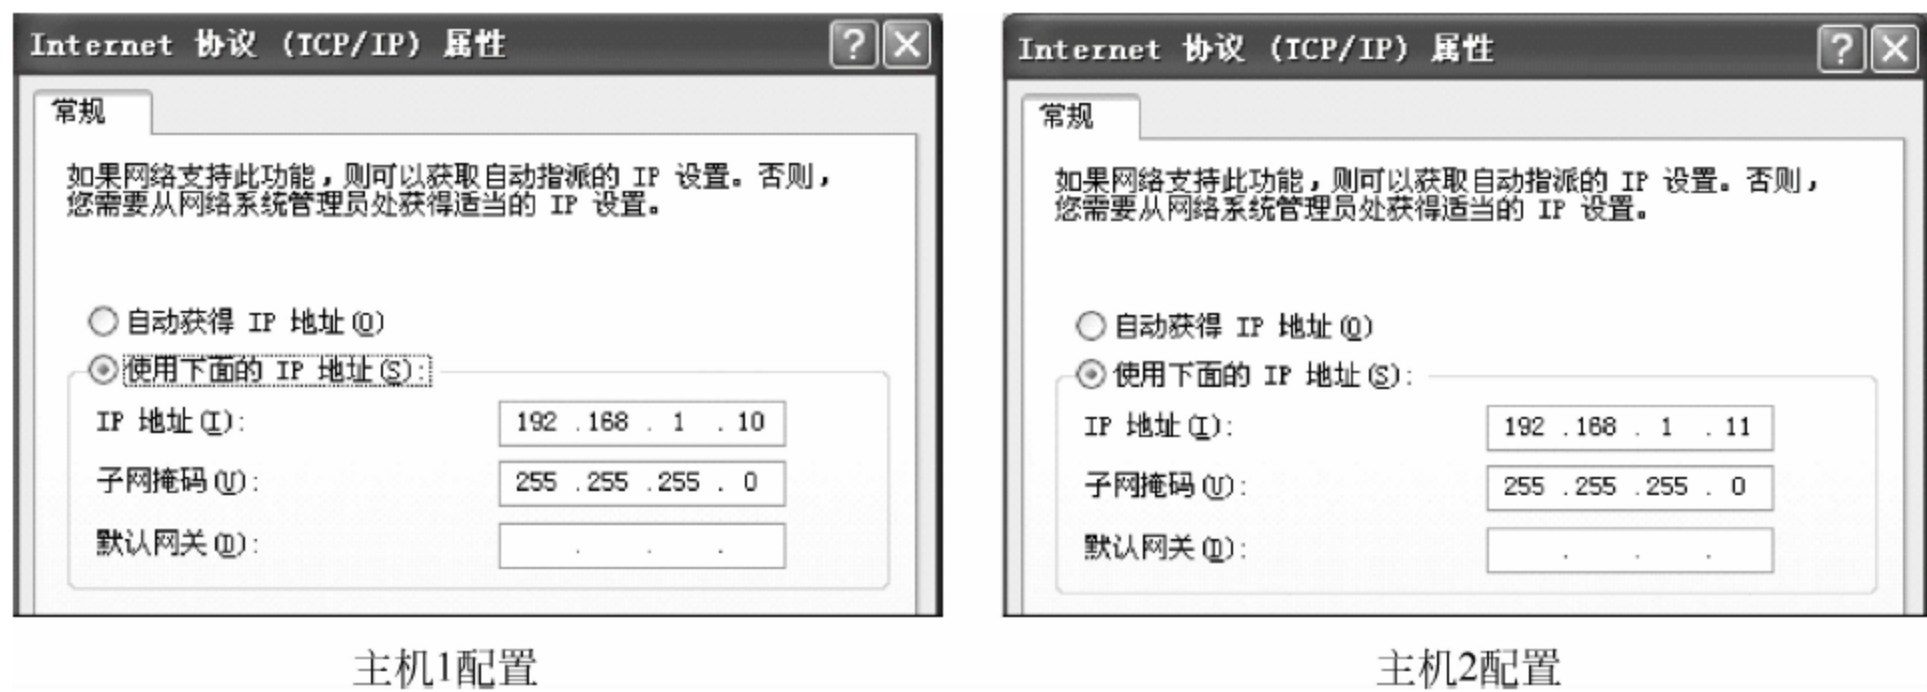 Internet 协议 (TCP/IP) 属性
常规
如果网络支持此功能,则可以获取自动指派的 IP 设置。否则,
您需要从网络系统管理员处获得适当的 IP 设置。
自动获得 IP 地址(O)
使用下面的 IP 地址(S):
IP 地址(I): 192 .168 . 1 . 10
子网掩码(U): 255 .255 .255 . 0
默认网关(D): . . .
主机1配置
Internet 协议 (TCP/IP) 属性
常规
如果网络支持此功能,则可以获取自动指派的 IP 设置。否则,
您需要从网络系统管理员处获得适当的 IP 设置。
自动获得 IP 地址(O)
使用下面的 IP 地址(S):
IP 地址(I): 192 .168 . 1 . 11
子网掩码(U): 255 .255 .255 . 0
默认网关(D): . . .
主机2配置